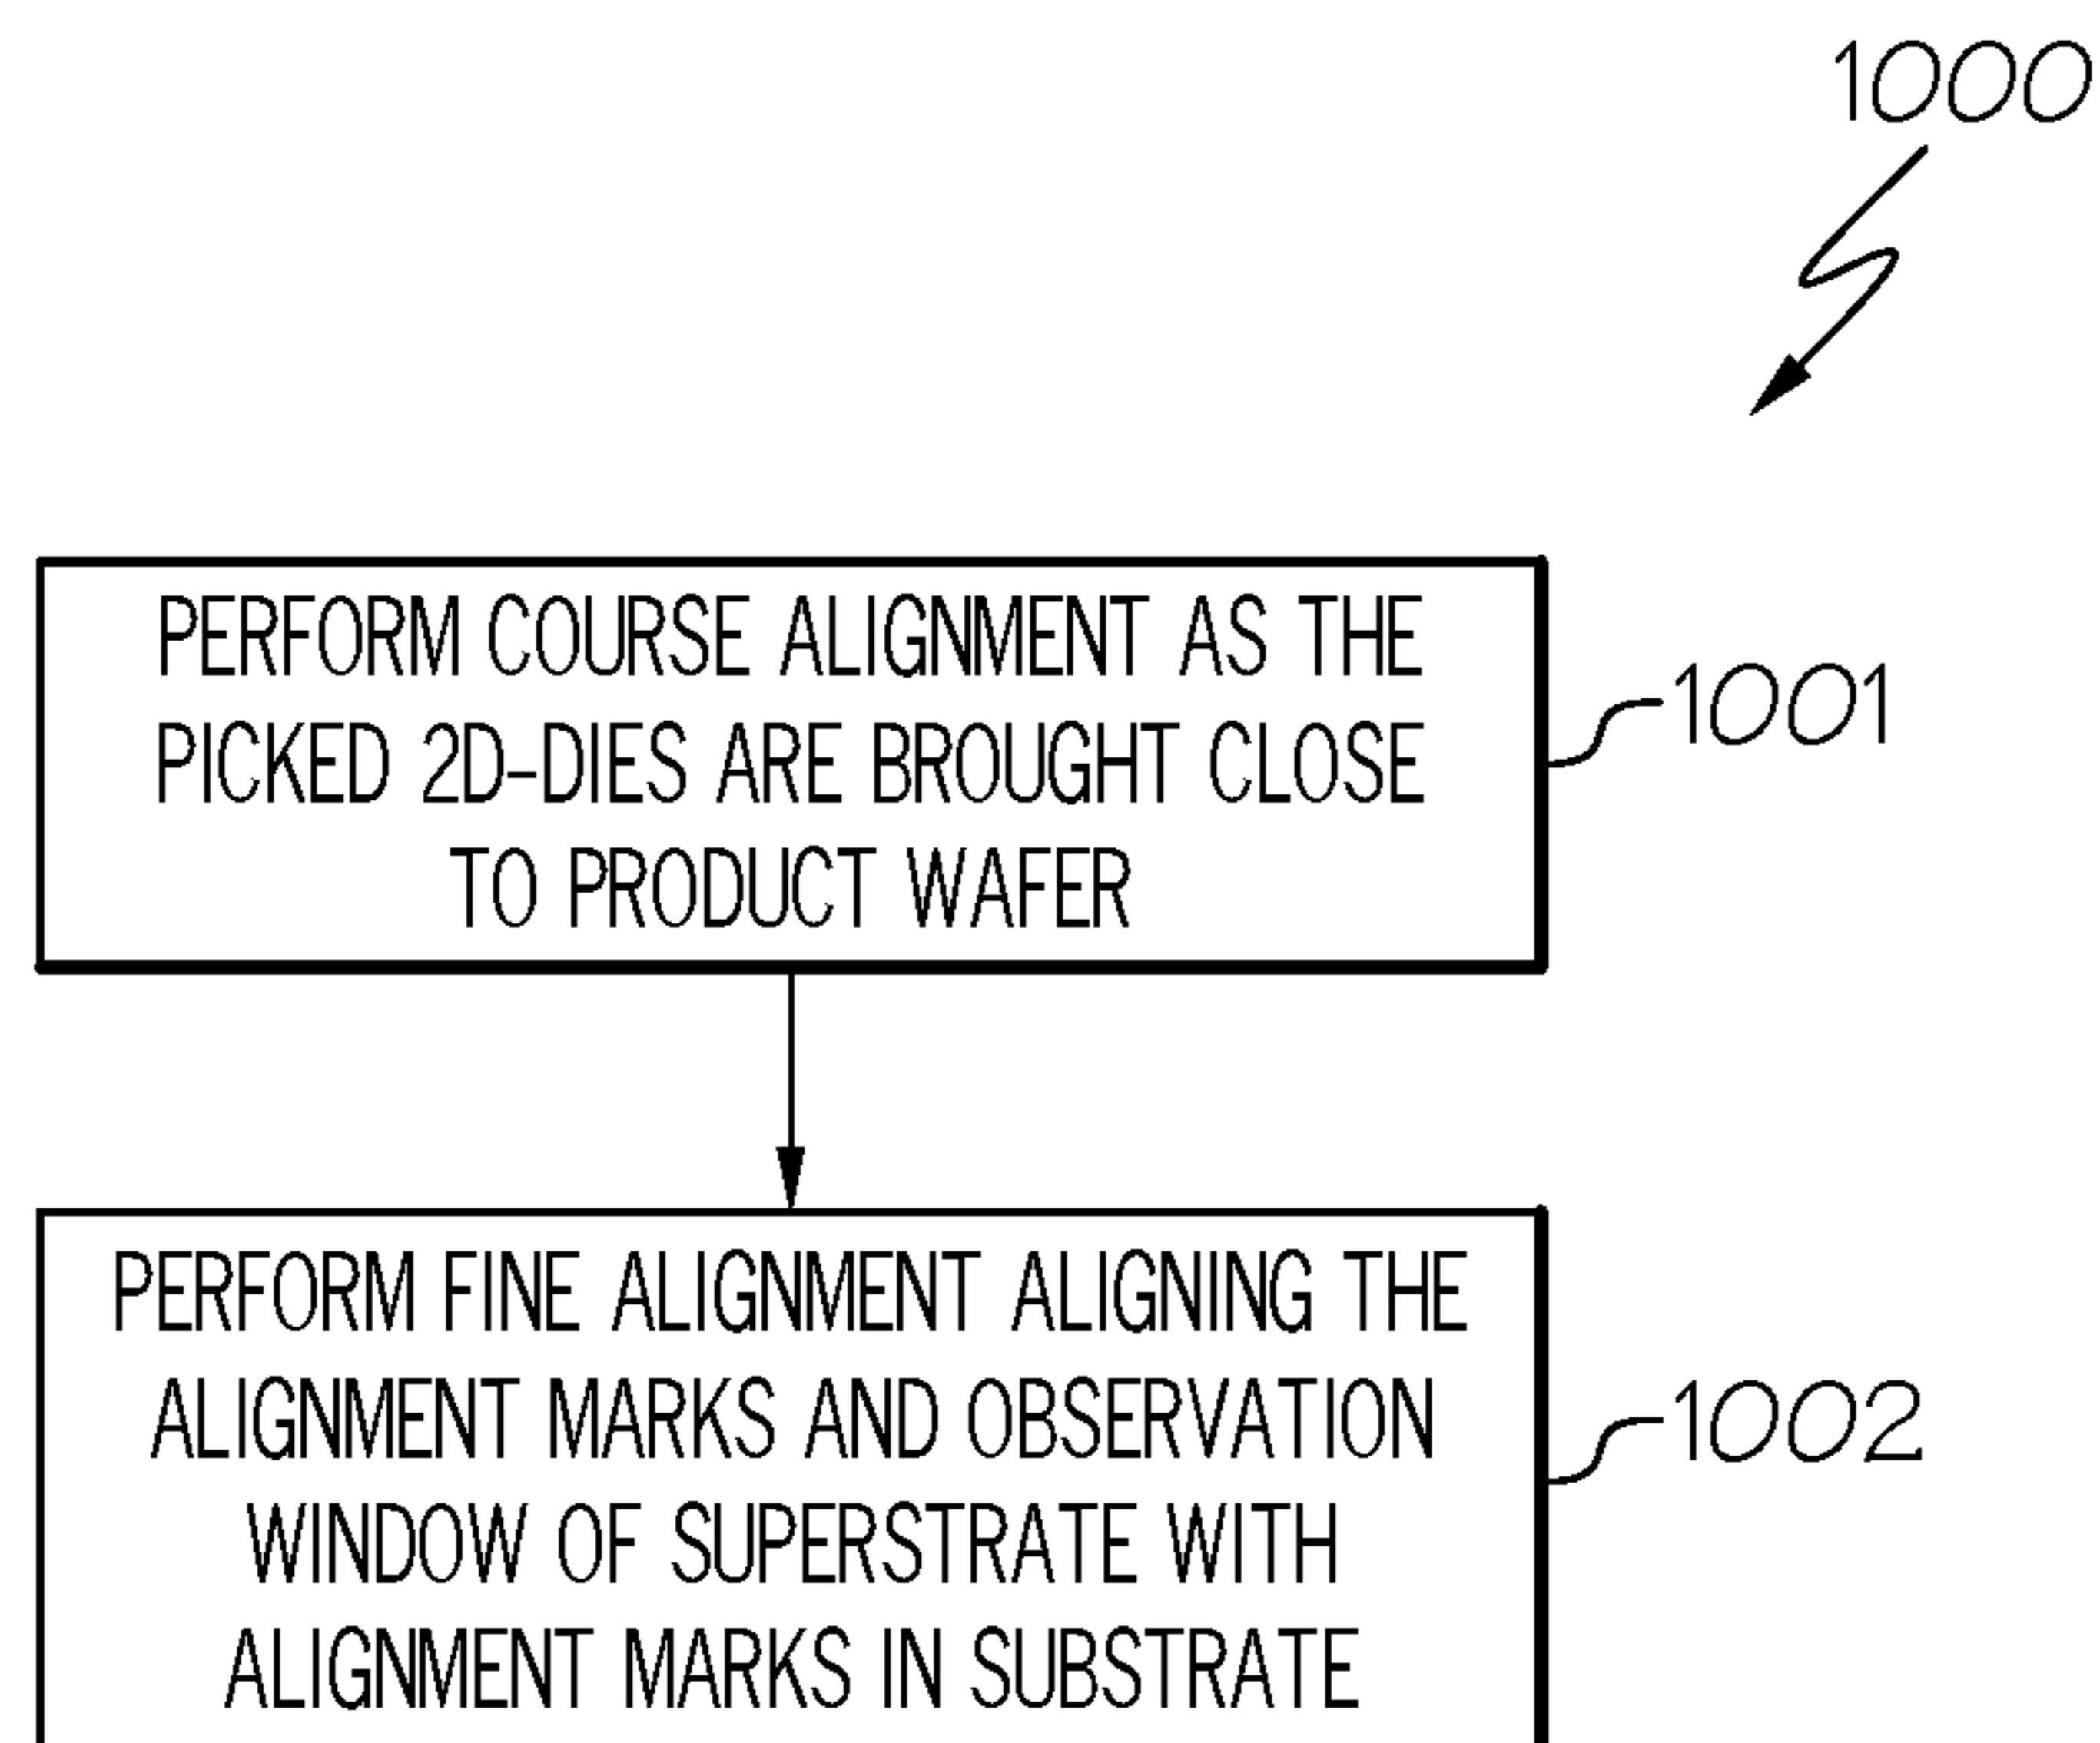 1000
PERFORM COURSE ALIGNMENT AS THE
PICKED 2D-DIES ARE BROUGHT CLOSE
TO PRODUCT WAFER
1001
PERFORM FINE ALIGNMENT ALIGNING THE
ALIGNMENT MARKS AND OBSERVATION
WINDOW OF SUPERSTRATE WITH
ALIGNMENT MARKS IN SUBSTRATE
1002